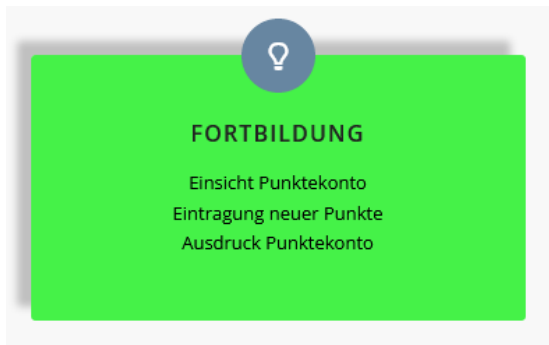 FORTBILDUNG
Einsicht Punktekonto
Eintragung neuer Punkte
Ausdruck Punktekonto